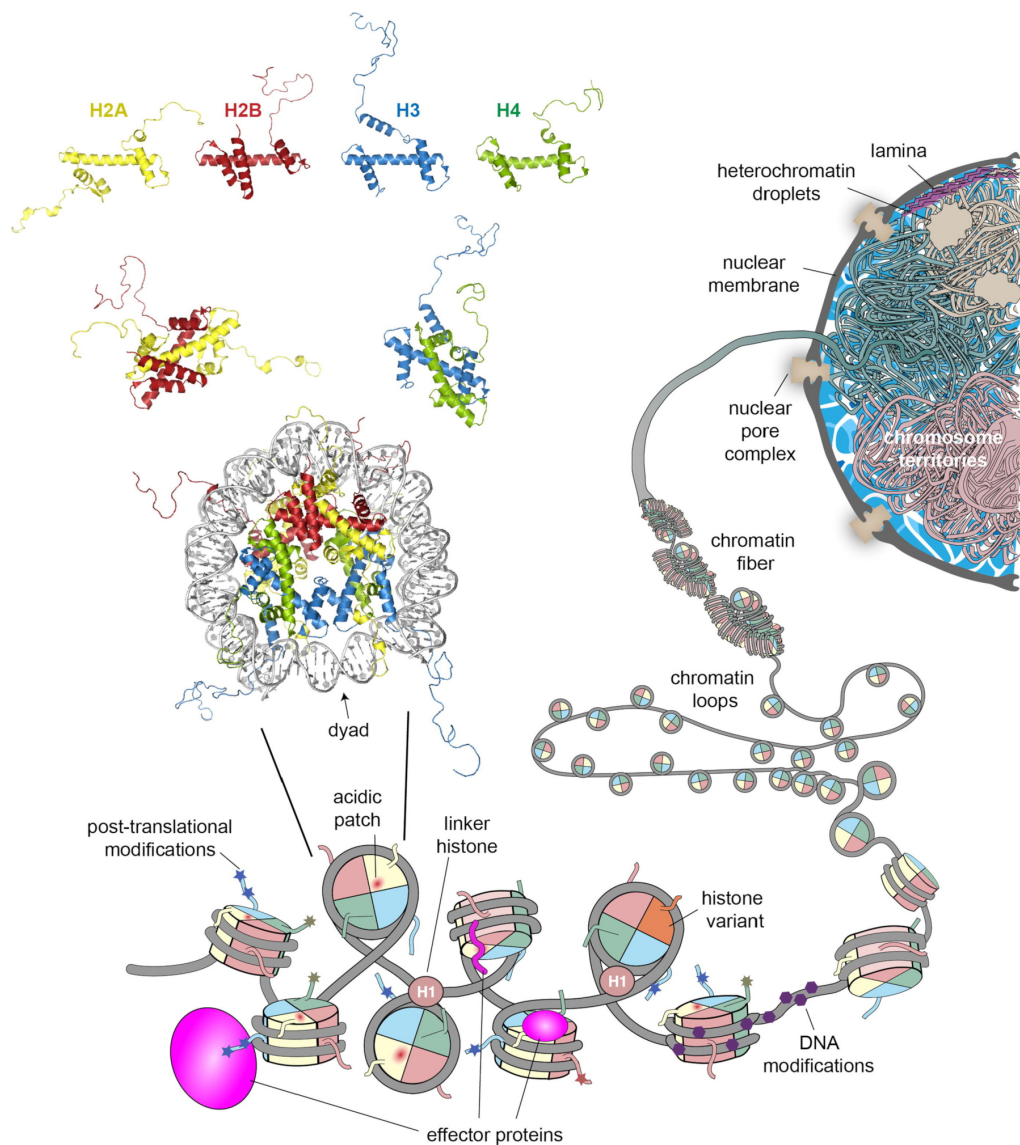 H2A
H2B
H3
H4
lamina
heterochromatin
droplets
nuclear
membrane
nuclear
pore
complex
chromosome
territories
chromatin
fiber
chromatin
loops
dyad
acidic
patch
post-translational
modifications
linker
histone
histone
variant
H1
H1
DNA
modifications
effector proteins